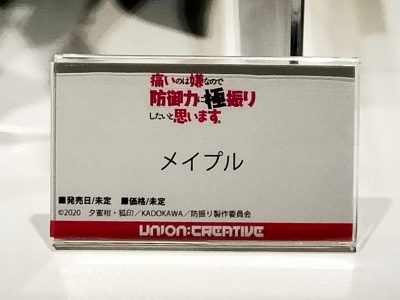 痛いのは嫌なので
防御力に極振り
したいと思います。
メイプル
■発売日/未定　■価格/未定
©2020　夕蜜柑・狐印／KADOKAWA／防振り製作委員会
UNION:CREATIVE